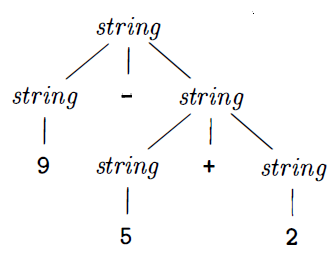 string
string - string
9 string + string
5 2